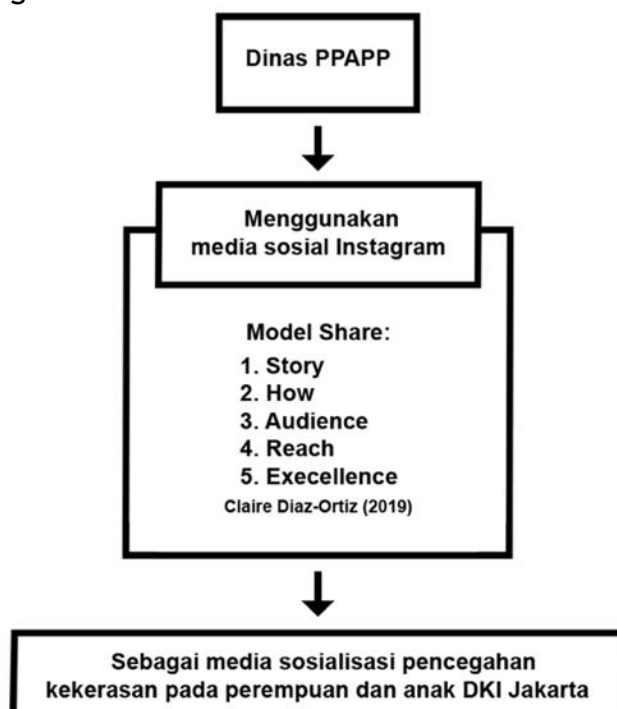 Dinas PPAPP
Menggunakan
media sosial Instagram
Model Share:
1. Story
2. How
3. Audience
4. Reach
5. Execellence
Claire Diaz-Ortiz (2019)
Sebagai media sosialisasi pencegahan
kekerasan pada perempuan dan anak DKI Jakarta